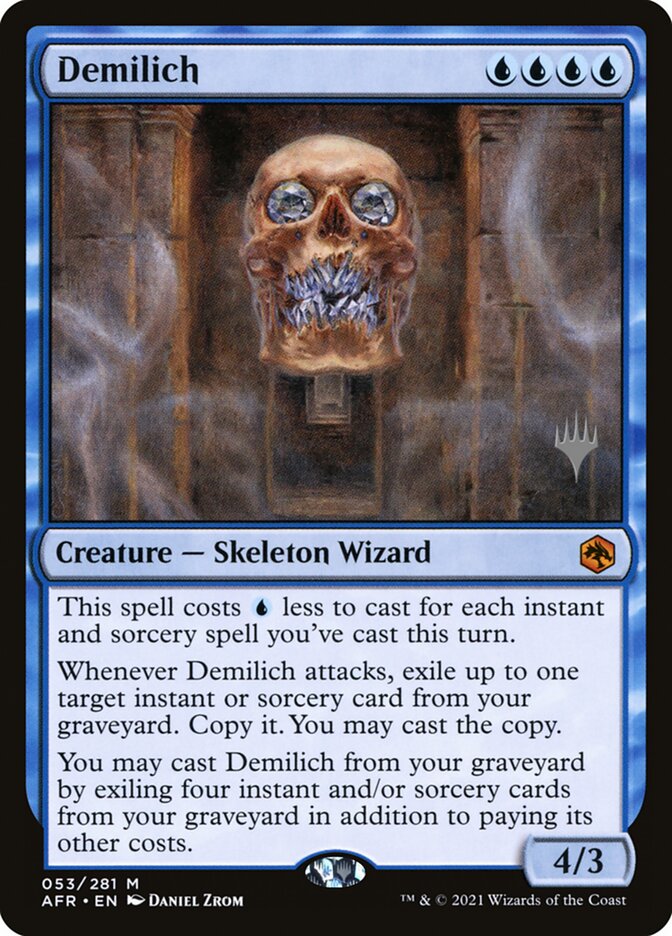 Demilich
Creature — Skeleton Wizard
This spell costs less to cast for each instant
and sorcery spell you've cast this turn.
Whenever Demilich attacks, exile up to one
target instant or sorcery card from your
graveyard. Copy it. You may cast the copy.
You may cast Demilich from your graveyard
by exiling four instant and/or sorcery cards
from your graveyard in addition to paying its
other costs.
4/3
053/281 M
AFR • EN Daniel Zrom
™ & © 2021 Wizards of the Coast